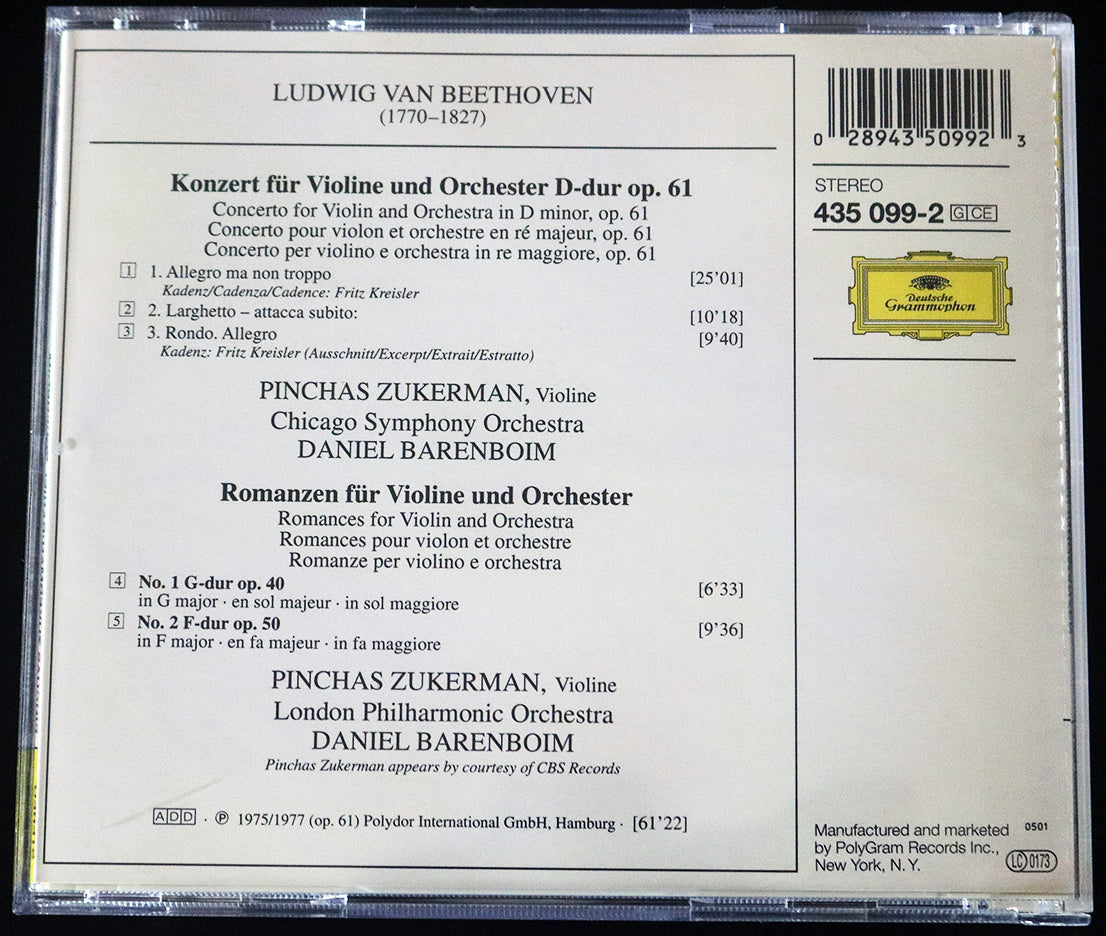 LUDWIG VAN BEETHOVEN
(1770–1827)
Konzert für Violine und Orchester D-dur op. 61
Concerto for Violin and Orchestra in D minor, op. 61
Concerto pour violon et orchestre en ré majeur, op. 61
Concerto per violino e orchestra in re maggiore, op. 61
1 1. Allegro ma non troppo [25’01]
Kadenz/Cadenza/Cadence: Fritz Kreisler
2 2. Larghetto – attacca subito: [10’18]
3 3. Rondo. Allegro [9’40]
Kadenz: Fritz Kreisler (Ausschnitt/Excerpt/Extrait/Estratto)
PINCHAS ZUKERMAN, Violine
Chicago Symphony Orchestra
DANIEL BARENBOIM
Romanzen für Violine und Orchester
Romances for Violin and Orchestra
Romances pour violon et orchestre
Romanze per violino e orchestra
4 No. 1 G-dur op. 40 [6’33]
in G major · en sol majeur · in sol maggiore
5 No. 2 F-dur op. 50 [9’36]
in F major · en fa majeur · in fa maggiore
PINCHAS ZUKERMAN, Violine
London Philharmonic Orchestra
DANIEL BARENBOIM
Pinchas Zukerman appears by courtesy of CBS Records
ADD · ℗ 1975/1977 (op. 61) Polydor International GmbH, Hamburg · [61’22]
0 28943 50992 3
STEREO
435 099-2 G CE
Deutsche
Grammophon
Manufactured and marketed 0501
by PolyGram Records Inc.,
New York, N.Y. LC 0173